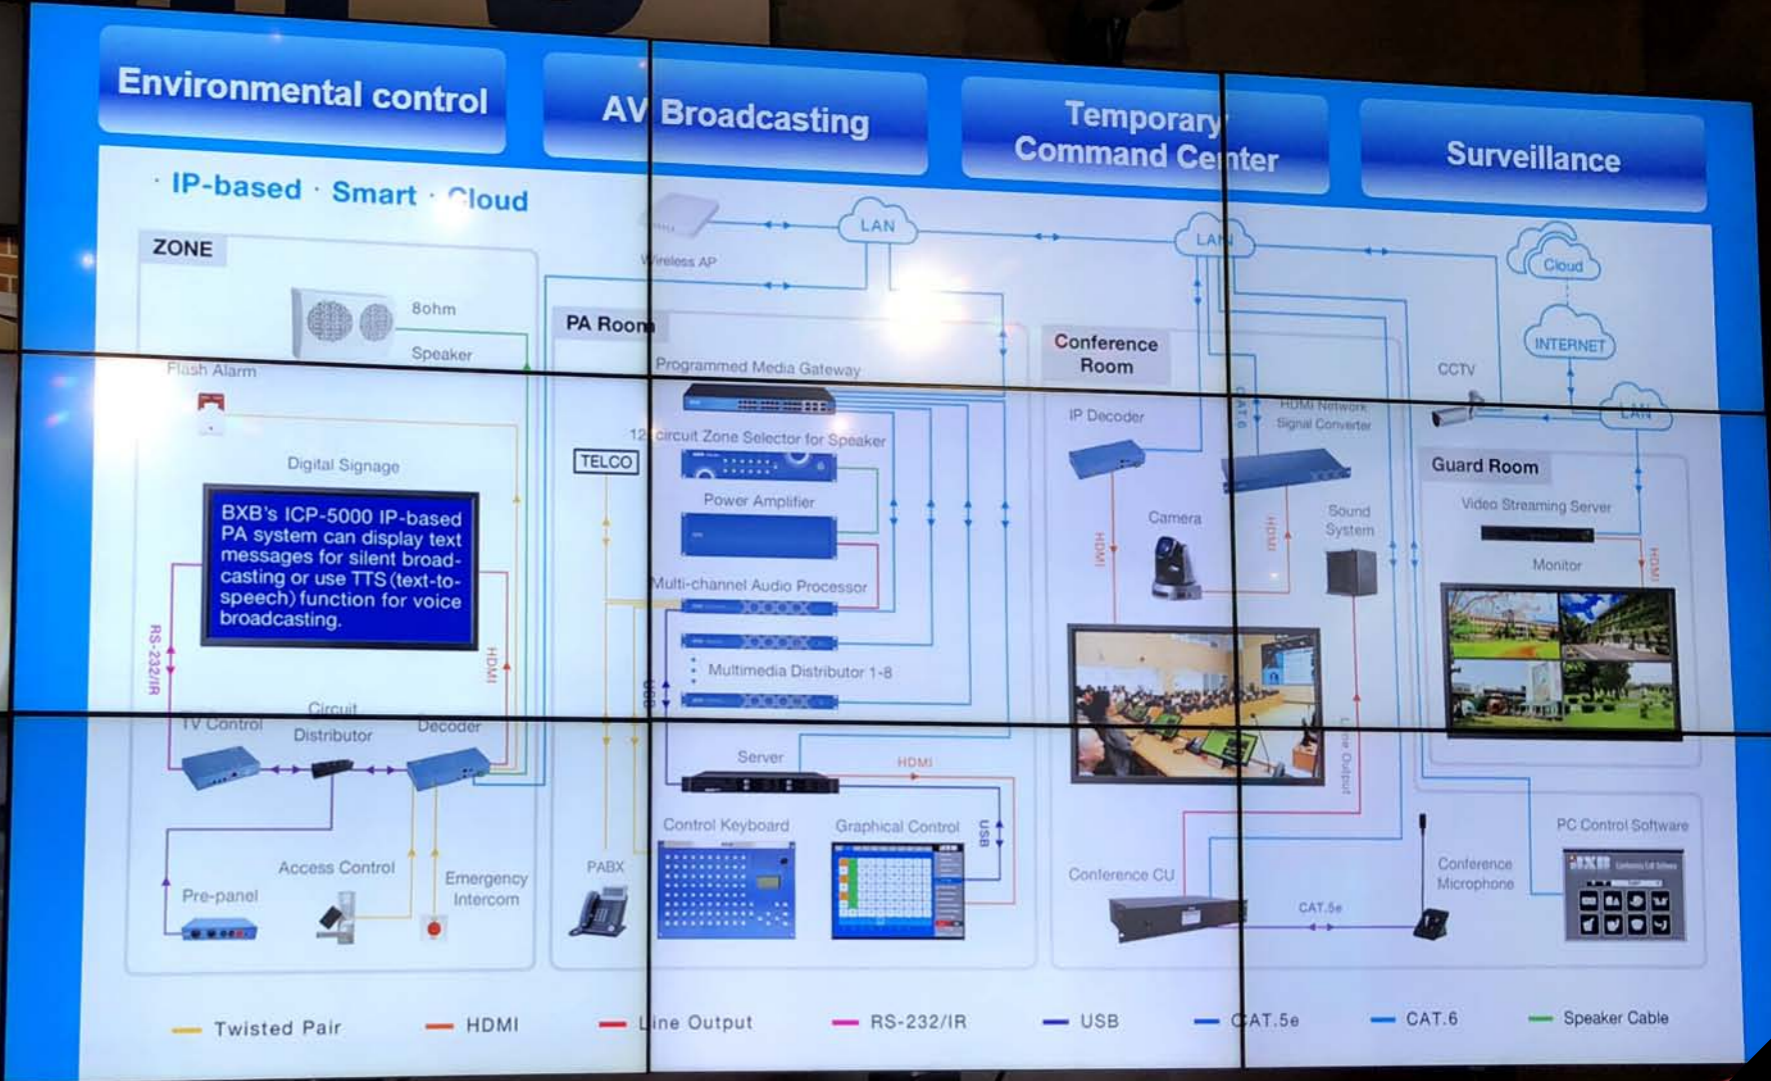 Environmental control
AV Broadcasting
Temporary
Command Center
Surveillance
· IP-based · Smart · Cloud
ZONE
8ohm
Speaker
Flash Alarm
Digital Signage
BXB's ICP-5000 IP-based
PA system can display text
messages for silent broad-
casting or use TTS (text-to-
speech) function for voice
broadcasting.
RS-232/IR
HDMI
TV Control
Circuit
Distributor
Decoder
Access Control
Emergency
Intercom
Pre-panel
Wireless AP
LAN
LAN
PA Room
Programmed Media Gateway
12 circuit Zone Selector for Speaker
TELCO
Power Amplifier
Multi-channel Audio Processor
Multimedia Distributor 1-8
USB
Server
HDMI
Control Keyboard
Graphical Control
USB
PABX
Conference
Room
IP Decoder
CAT.6
HDMI Network
Signal Converter
HDMI
Camera
HDMI
Sound
System
Line Output
Conference CU
CAT.5e
Conference
Microphone
Cloud
INTERNET
CCTV
LAN
Guard Room
Video Streaming Server
Monitor
HDMI
PC Control Software
BXB
Twisted Pair
HDMI
Line Output
RS-232/IR
USB
CAT.5e
CAT.6
Speaker Cable